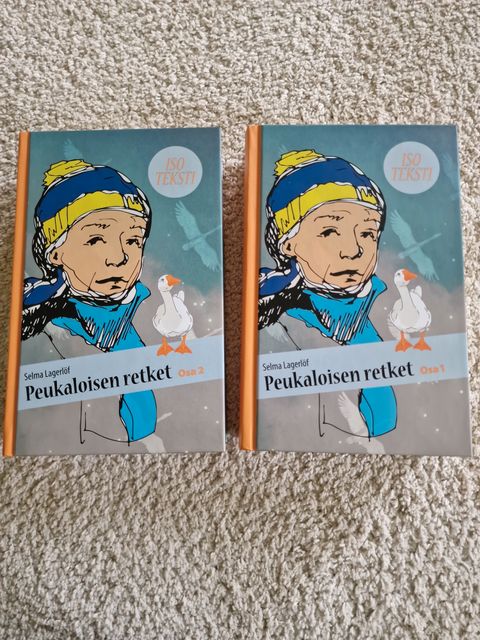 ISO
TEKSTI
Selma Lagerlöf
Peukaloisen retket Osa 2
ISO
TEKSTI
Selma Lagerlöf
Peukaloisen retket Osa 1